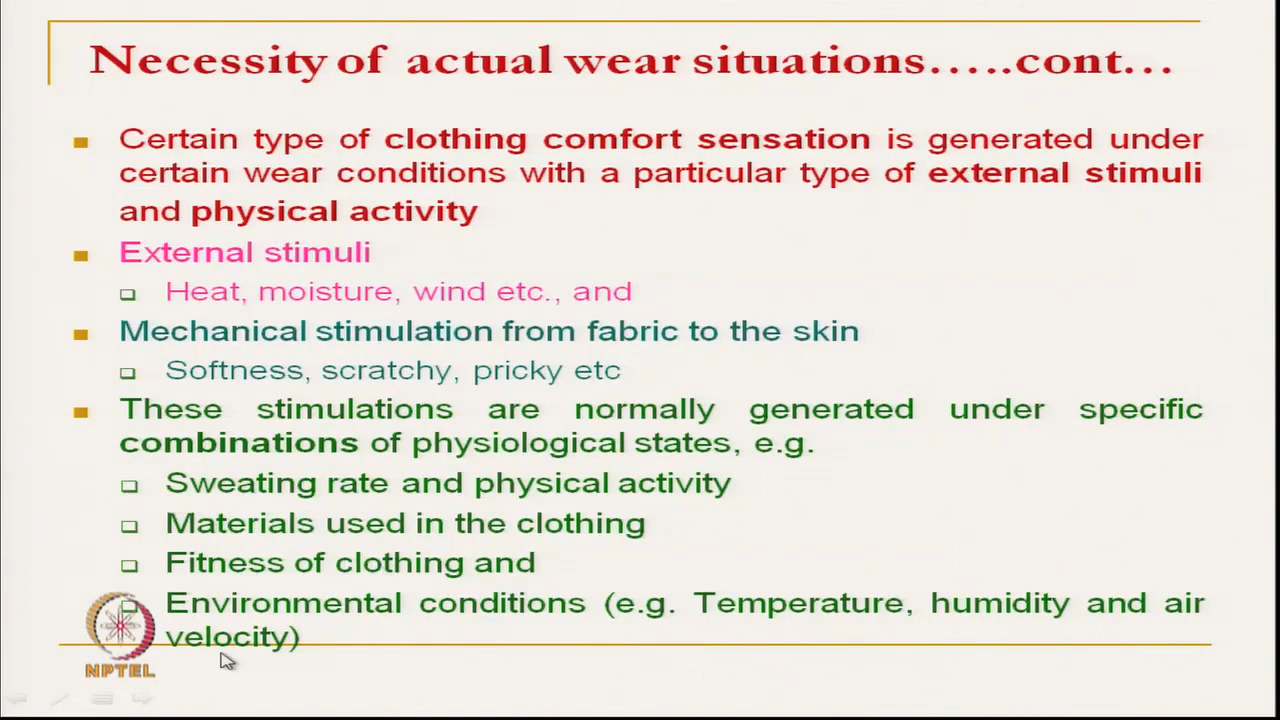 Necessity of actual wear situations…..cont…
Certain type of clothing comfort sensation is generated under
certain wear conditions with a particular type of external stimuli
and physical activity
External stimuli
Heat, moisture, wind etc., and
Mechanical stimulation from fabric to the skin
Softness, scratchy, pricky etc
These stimulations are normally generated under specific
combinations of physiological states, e.g.
Sweating rate and physical activity
Materials used in the clothing
Fitness of clothing and
Environmental conditions (e.g. Temperature, humidity and air
velocity)
NPTEL